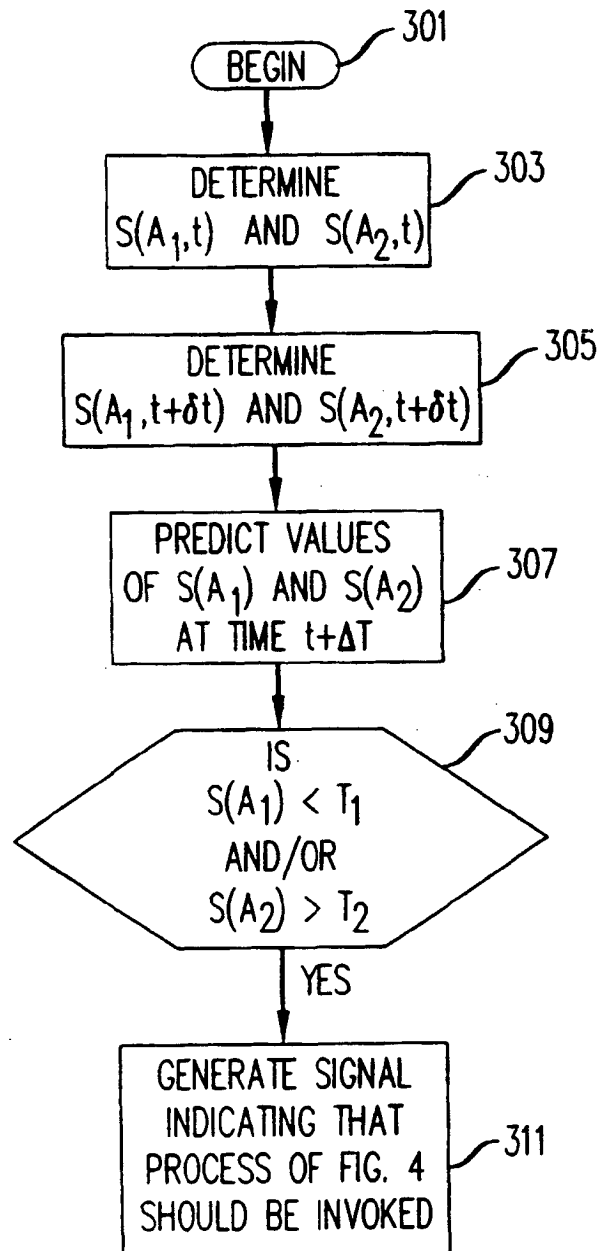 301
BEGIN
303
DETERMINE
S(A₁,t) AND S(A₂,t)
305
DETERMINE
S(A₁,t+δt) AND S(A₂,t+δt)
PREDICT VALUES
OF S(A₁) AND S(A₂)
AT TIME t+ΔT
307
309
IS
S(A₁) < T₁
AND/OR
S(A₂) > T₂
YES
GENERATE SIGNAL
INDICATING THAT
PROCESS OF FIG. 4
SHOULD BE INVOKED
311